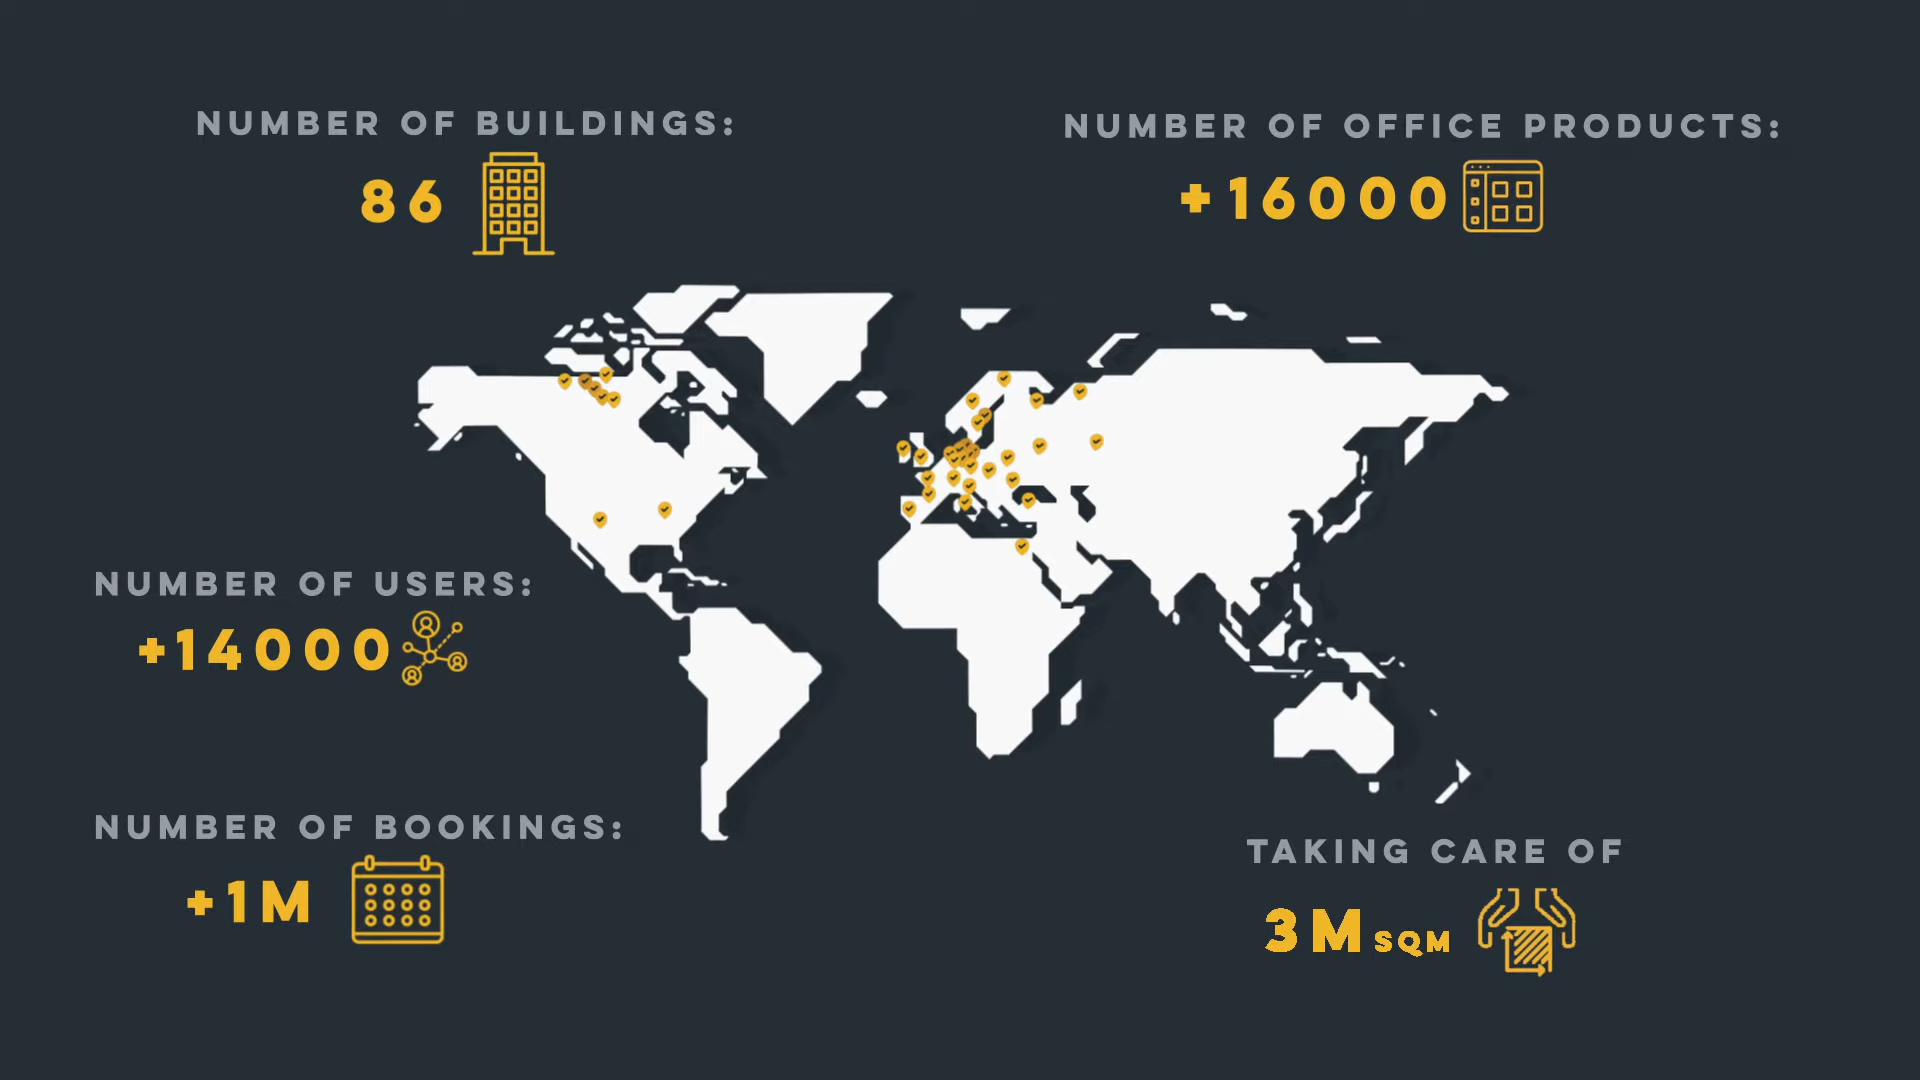 NUMBER OF BUILDINGS:
86
NUMBER OF OFFICE PRODUCTS:
+16000
NUMBER OF USERS:
+14000
NUMBER OF BOOKINGS:
+1M
TAKING CARE OF
3M SQM